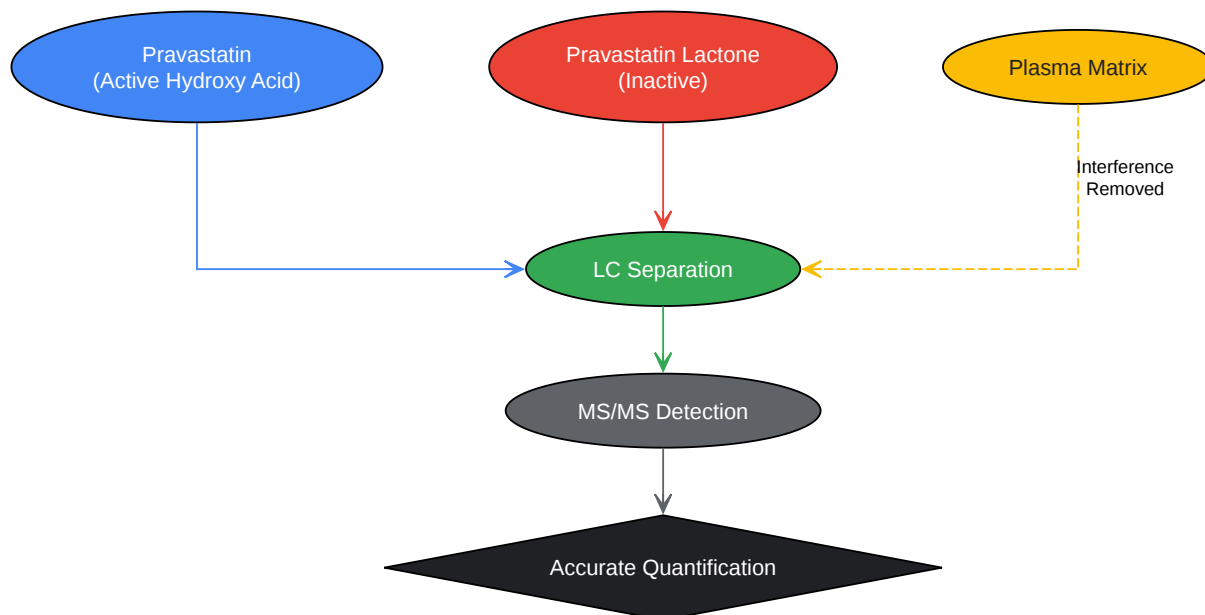 Pravastatin
(Active Hydroxy Acid)
Pravastatin Lactone
(Inactive)
Plasma Matrix
Interference
Removed
LC Separation
MS/MS Detection
Accurate Quantification